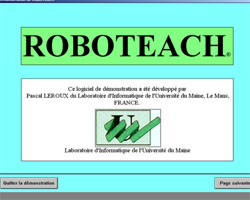 ROBOTEACH®
Ce logiciel de démonstration a été développé par
Pascal LEROUX du Laboratoire d'Informatique de l'Université du Maine, Le Mans,
FRANCE.
Laboratoire d'Informatique de l'Université du Maine
Quitter la démonstration
Page suivante